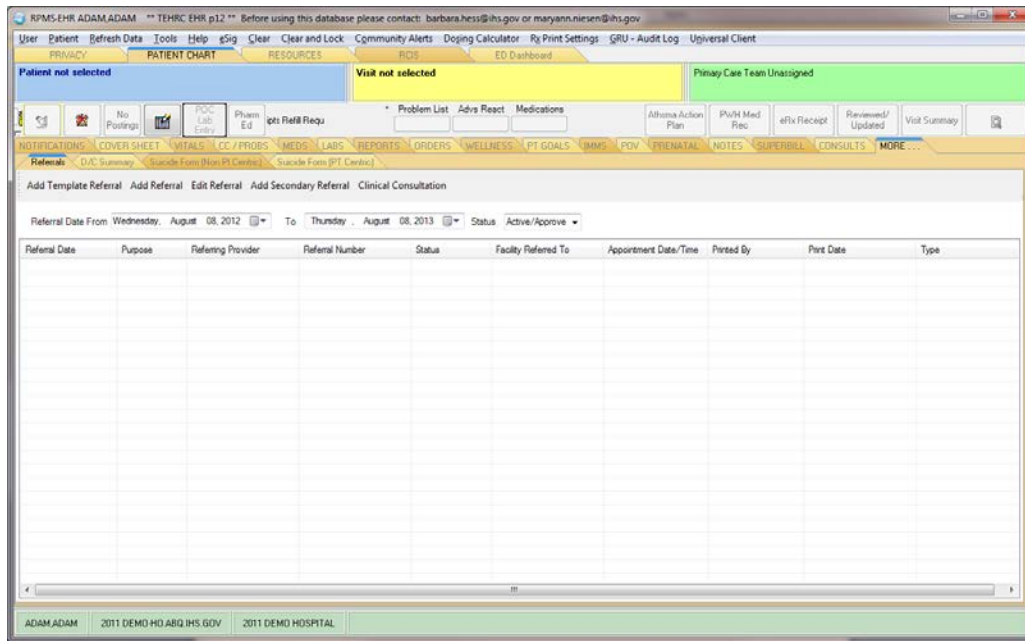 RPMS-EHR ADAM,ADAM ** TEHRC EHR p12 ** Before using this database please contact: barbara.hess@ihs.gov or maryann.niesen@ihs.gov
User Patient Refresh Data Tools Help eSig Clear Clear and Lock Community Alerts Dosing Calculator Rx Print Settings GRU - Audit Log Universal Client
PRIVACY PATIENT CHART RESOURCES RCIS ED Dashboard
Patient not selected Visit not selected Primary Care Team Unassigned
No Postings POC Lab Entry Pharm Ed ipts Refill Requ * Problem List Advs React Medications Asthma Action Plan PWH Med Rec eRx Receipt Reviewed/ Updated Visit Summary
NOTIFICATIONS COVER SHEET VITALS CC / PROBS MEDS LABS REPORTS ORDERS WELLNESS PT GOALS IMMS POV PRENATAL NOTES SUPERBILL CONSULTS MORE ...
Referrals D/C Summary Suicide Form (Non Pt Centric) Suicide Form (PT. Centric)
Add Template Referral Add Referral Edit Referral Add Secondary Referral Clinical Consultation
Referral Date From Wednesday, August 08, 2012 To Thursday , August 08, 2013 Status Active/Approve
Referral Date Purpose Referring Provider Referral Number Status Facility Referred To Appointment Date/Time Printed By Print Date Type
ADAM,ADAM 2011 DEMO-HO.ABQ.IHS.GOV 2011 DEMO HOSPITAL